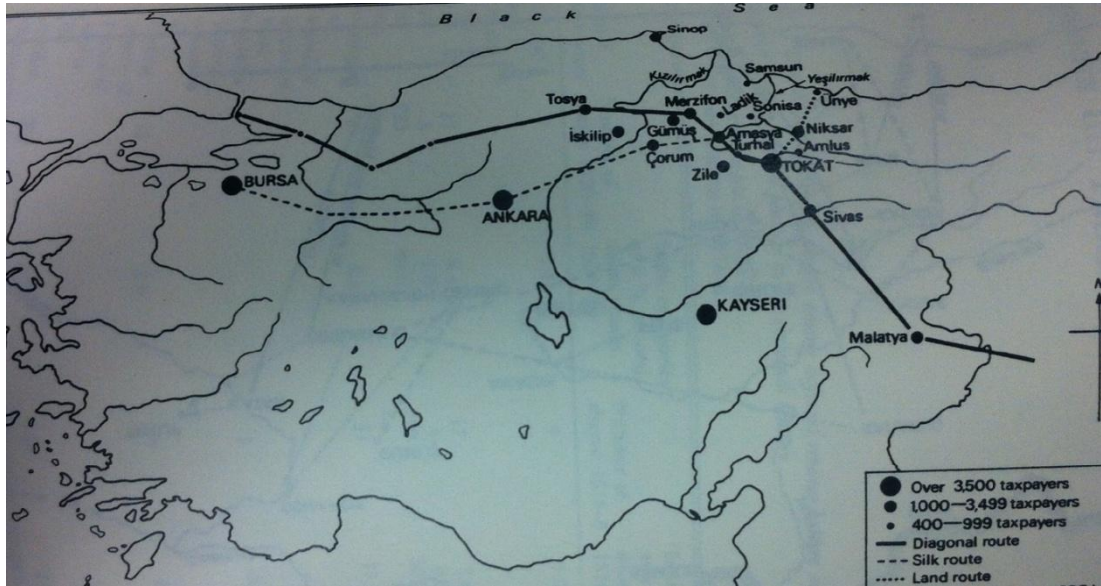 Black Sea
Sinop
Samsun
Kızılırmak
Yeşilırmak
Ladik
Ünye
Tosya
Merzifon
Sonisa
Gümüş
İskilip
Amasya
Niksar
Turhal
Amlus
Çorum
Zile
TOKAT
BURSA
ANKARA
Sivas
KAYSERI
Malatya
N
Over 3,500 taxpayers
1,000—3,499 taxpayers
400—999 taxpayers
Diagonal route
Silk route
Land route